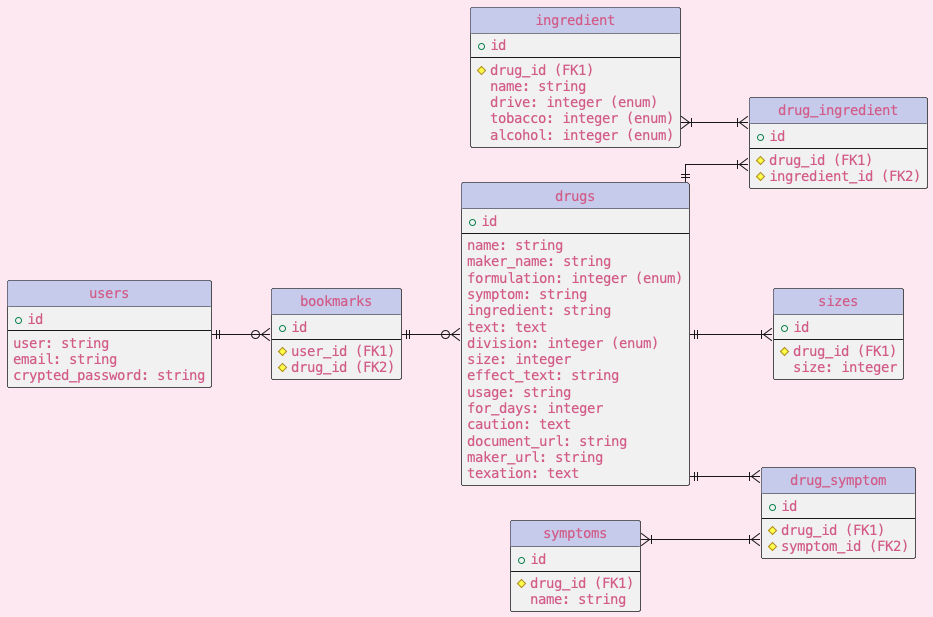 ingredient
id
drug_id (FK1)
name: string
drive: integer (enum)
tobacco: integer (enum)
alcohol: integer (enum)
drug_ingredient
id
drug_id (FK1)
ingredient_id (FK2)
drugs
id
name: string
maker_name: string
formulation: integer (enum)
symptom: string
ingredient: string
text: text
division: integer (enum)
size: integer
effect_text: string
usage: string
for_days: integer
caution: text
document_url: string
maker_url: string
texation: text
users
id
user: string
email: string
crypted_password: string
bookmarks
id
user_id (FK1)
drug_id (FK2)
sizes
id
drug_id (FK1)
size: integer
drug_symptom
id
drug_id (FK1)
symptom_id (FK2)
symptoms
id
drug_id (FK1)
name: string